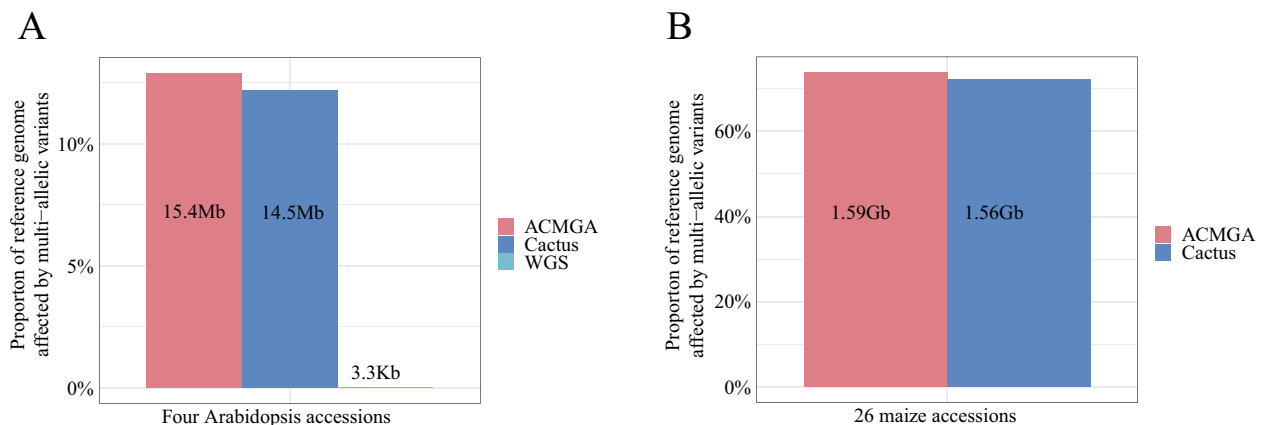 A
Proporton of reference genome
affected by multi−allelic variants
10%
5%
0%
15.4Mb
14.5Mb
3.3Kb
Four Arabidopsis accessions
ACMGA
Cactus
WGS
B
Proporton of reference genome
affected by multi−allelic variants
60%
40%
20%
0%
1.59Gb
1.56Gb
26 maize accessions
ACMGA
Cactus